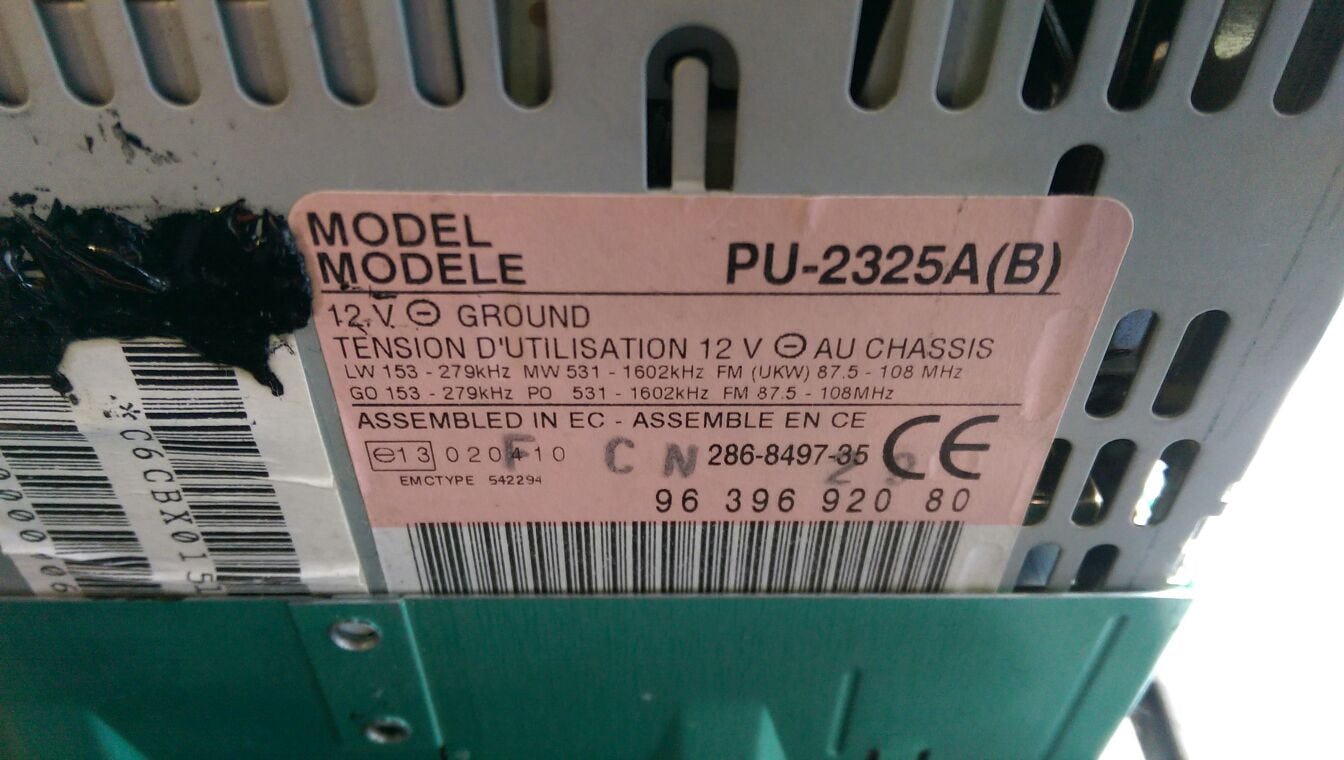 MODEL
MODELE PU-2325A(B)
12 V ⊖ GROUND
TENSION D'UTILISATION 12 V ⊖ AU CHASSIS
LW 153 - 279kHz MW 531 - 1602kHz FM (UKW) 87.5 - 108 MHz
GO 153 - 279kHz PO 531 - 1602kHz FM 87.5 - 108MHz
ASSEMBLED IN EC - ASSEMBLE EN CE
e13 020410 286-8497-35 CE
F C N
EMCTYPE 542294
96 396 920 80
*C6CBX015